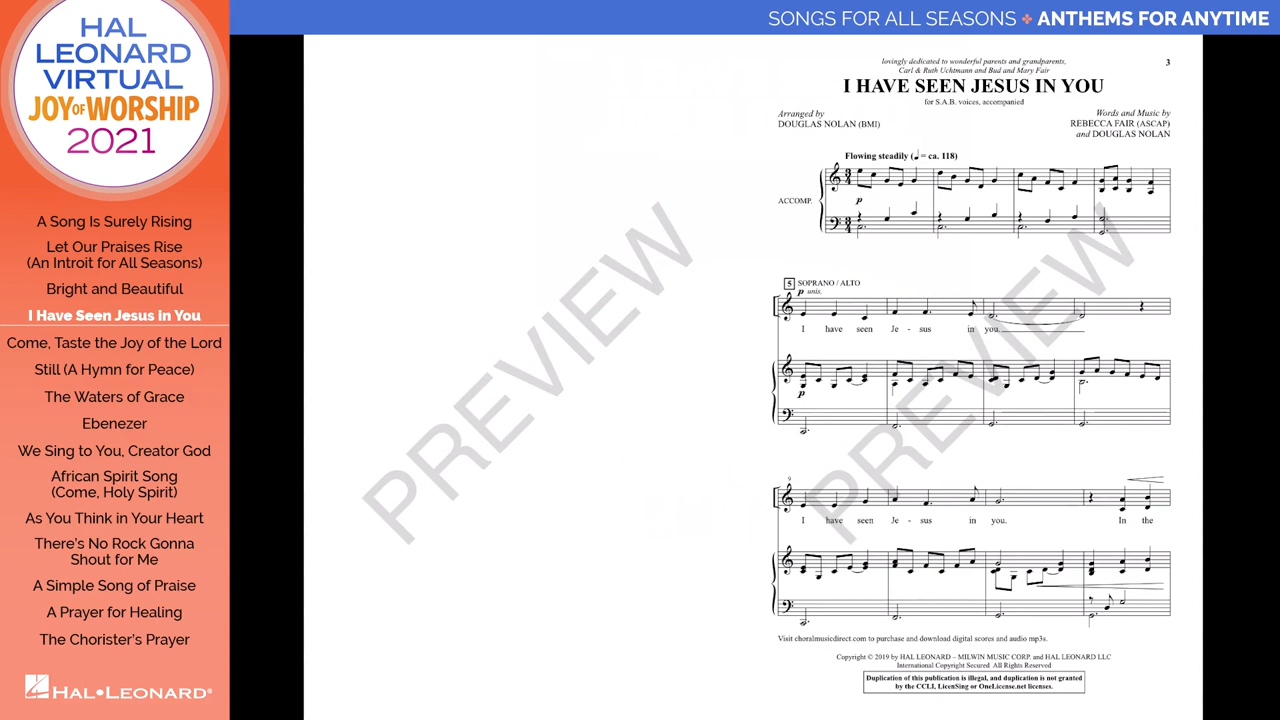 HAL
LEONARD
VIRTUAL
JOY OF WORSHIP
2021
A Song Is Surely Rising
Let Our Praises Rise
(An Introit for All Seasons)
Bright and Beautiful
I Have Seen Jesus in You
Come, Taste the Joy of the Lord
Still (A Hymn for Peace)
The Waters of Grace
Ebenezer
We Sing to You, Creator God
African Spirit Song
(Come, Holy Spirit)
As You Think in Your Heart
There's No Rock Gonna
Shout for Me
A Simple Song of Praise
A Prayer for Healing
The Chorister's Prayer
HAL•LEONARD®
SONGS FOR ALL SEASONS ANTHEMS FOR ANYTIME
lovingly dedicated to wonderful parents and grandparents,
Carl & Ruth Uchtmann and Bud and Mary Fair
3
I HAVE SEEN JESUS IN YOU
for S.A.B. voices, accompanied
Arranged by
DOUGLAS NOLAN (BMI)
Words and Music by
REBECCA FAIR (ASCAP)
and DOUGLAS NOLAN
Flowing steadily (♩ = ca. 118)
ACCOMP.
p
5 SOPRANO / ALTO
p unis.
I have seen Je - sus in you.
p
9
I have seen Je - sus in you. In the
PREVIEW
PREVIEW
Visit choralmusicdirect.com to purchase and download digital scores and audio mp3s.
Copyright © 2019 by HAL LEONARD – MILWIN MUSIC CORP. and HAL LEONARD LLC
International Copyright Secured All Rights Reserved
Duplication of this publication is illegal, and duplication is not granted
by the CCLI, LicenSing or OneLicense.net licenses.